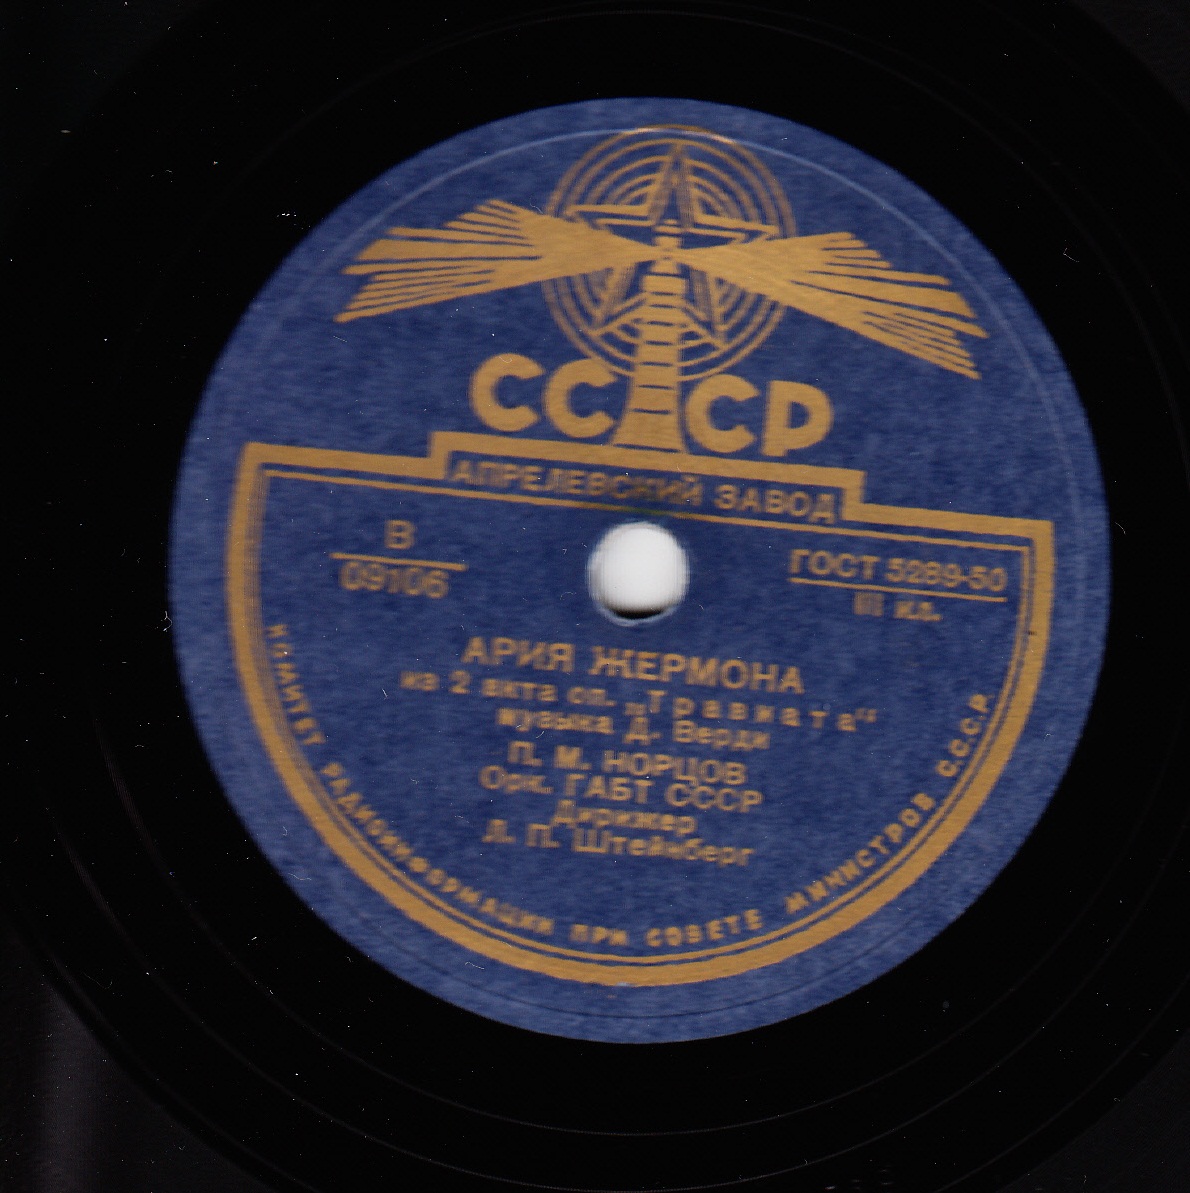 СССР
АПРЕЛЕВСКИЙ ЗАВОД
В
09106
ГОСТ 5289-50
III кл.
АРИЯ ЖЕРМОНА
из 2 акта оп. „Травиата“
музыка Д. Верди
П. М. НОРЦОВ
Орк. ГАБТ СССР
Дирижер
Л. П. Штейнберг
КОМИТЕТ РАДИОИНФОРМАЦИИ ПРИ СОВЕТЕ МИНИСТРОВ С.С.С.Р.